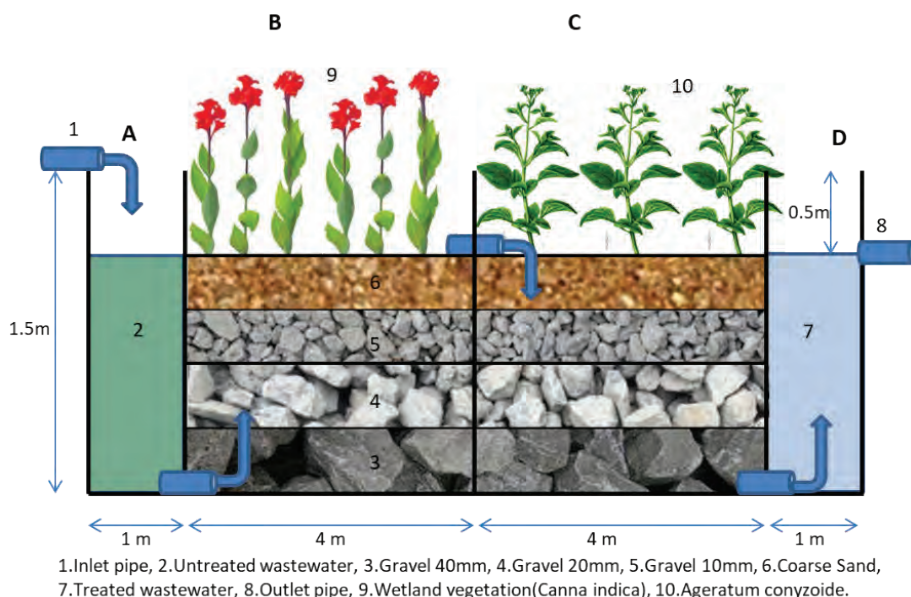 B C
9
10
1 A
D
0.5m
8
6
1.5m
2
5
7
4
3
1 m 4 m 4 m 1 m
1.Inlet pipe, 2.Untreated wastewater, 3.Gravel 40mm, 4.Gravel 20mm, 5.Gravel 10mm, 6.Coarse Sand,
7.Treated wastewater, 8.Outlet pipe, 9.Wetland vegetation(Canna indica), 10.Ageratum conyzoide.